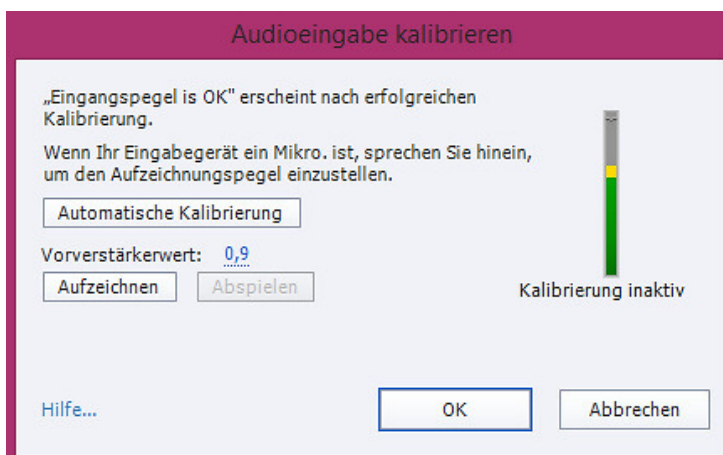 Audioeingabe kalibrieren
„Eingangspegel is OK" erscheint nach erfolgreichen
Kalibrierung.
Wenn Ihr Eingabegerät ein Mikro. ist, sprechen Sie hinein,
um den Aufzeichnungspegel einzustellen.
Automatische Kalibrierung
Vorverstärkerwert: 0,9
Aufzeichnen Abspielen
Kalibrierung inaktiv
Hilfe... OK Abbrechen